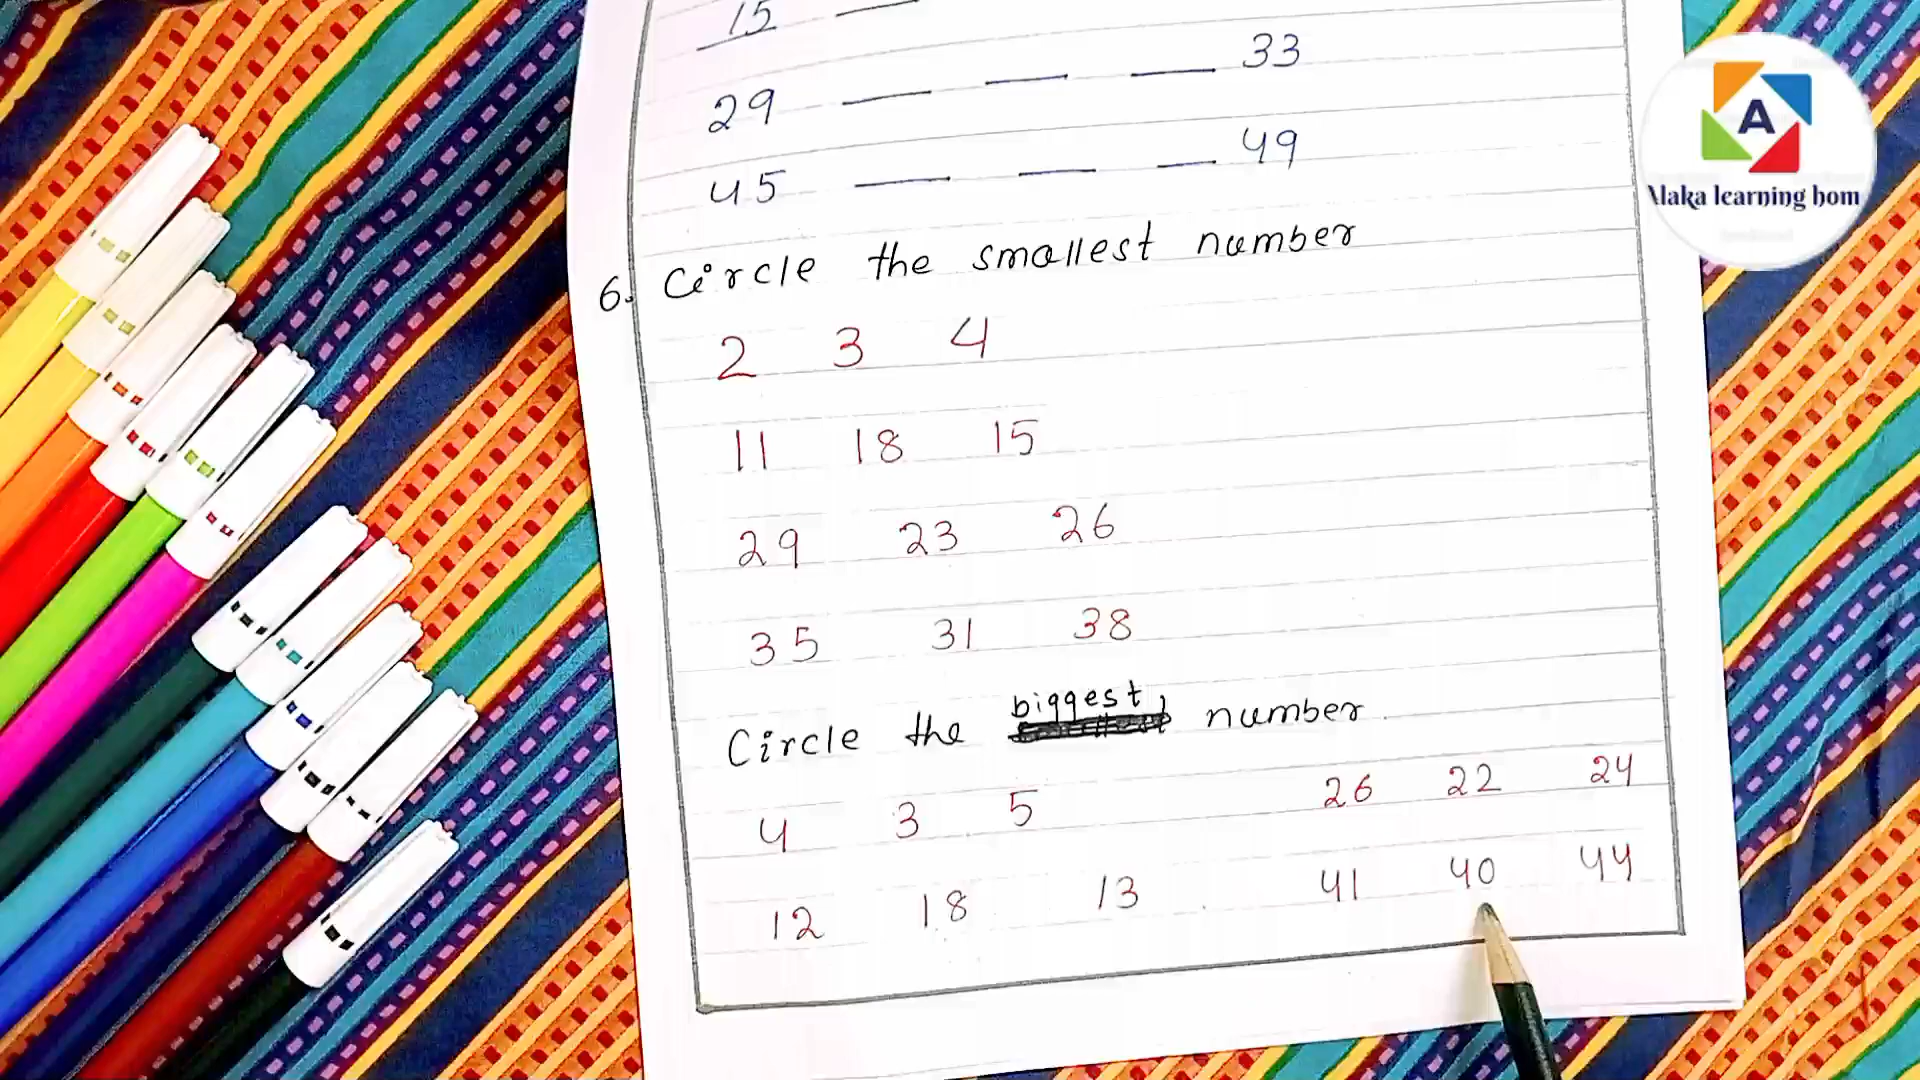 15
29 33
45 49
6. Circle the smallest number
2 3 4
11 18 15
29 23 26
35 31 38
Circle the biggest number
4 3 5 26 22 24
12 18 13 41 40 44
A
laka learning hom